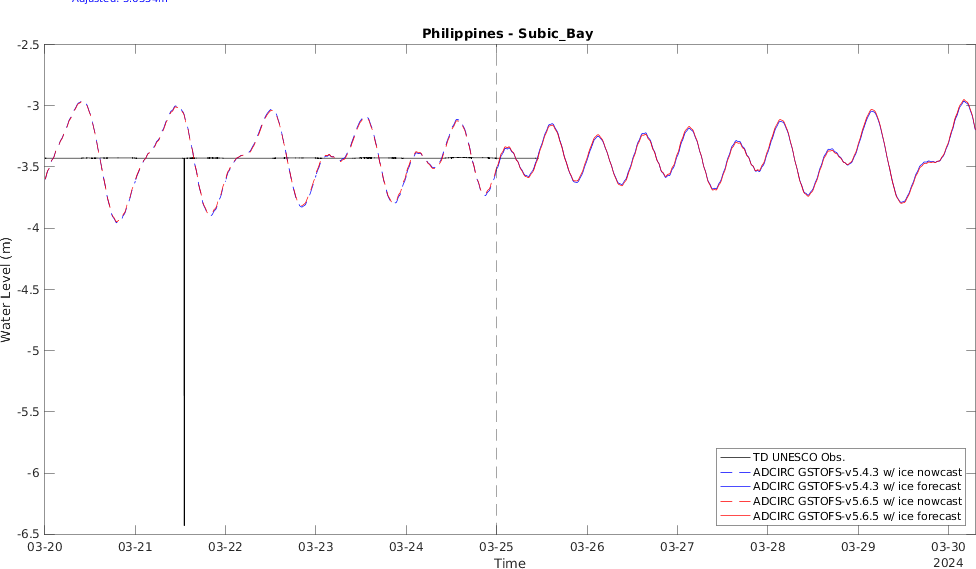 Philippines - Subic_Bay
Water Level (m)
-2.5
-3
-3.5
-4
-4.5
-5
-5.5
-6
-6.5
TD UNESCO Obs.
ADCIRC GSTOFS-v5.4.3 w/ ice nowcast
ADCIRC GSTOFS-v5.4.3 w/ ice forecast
ADCIRC GSTOFS-v5.6.5 w/ ice nowcast
ADCIRC GSTOFS-v5.6.5 w/ ice forecast
03-20 03-21 03-22 03-23 03-24 03-25 03-26 03-27 03-28 03-29 03-30
Time
2024